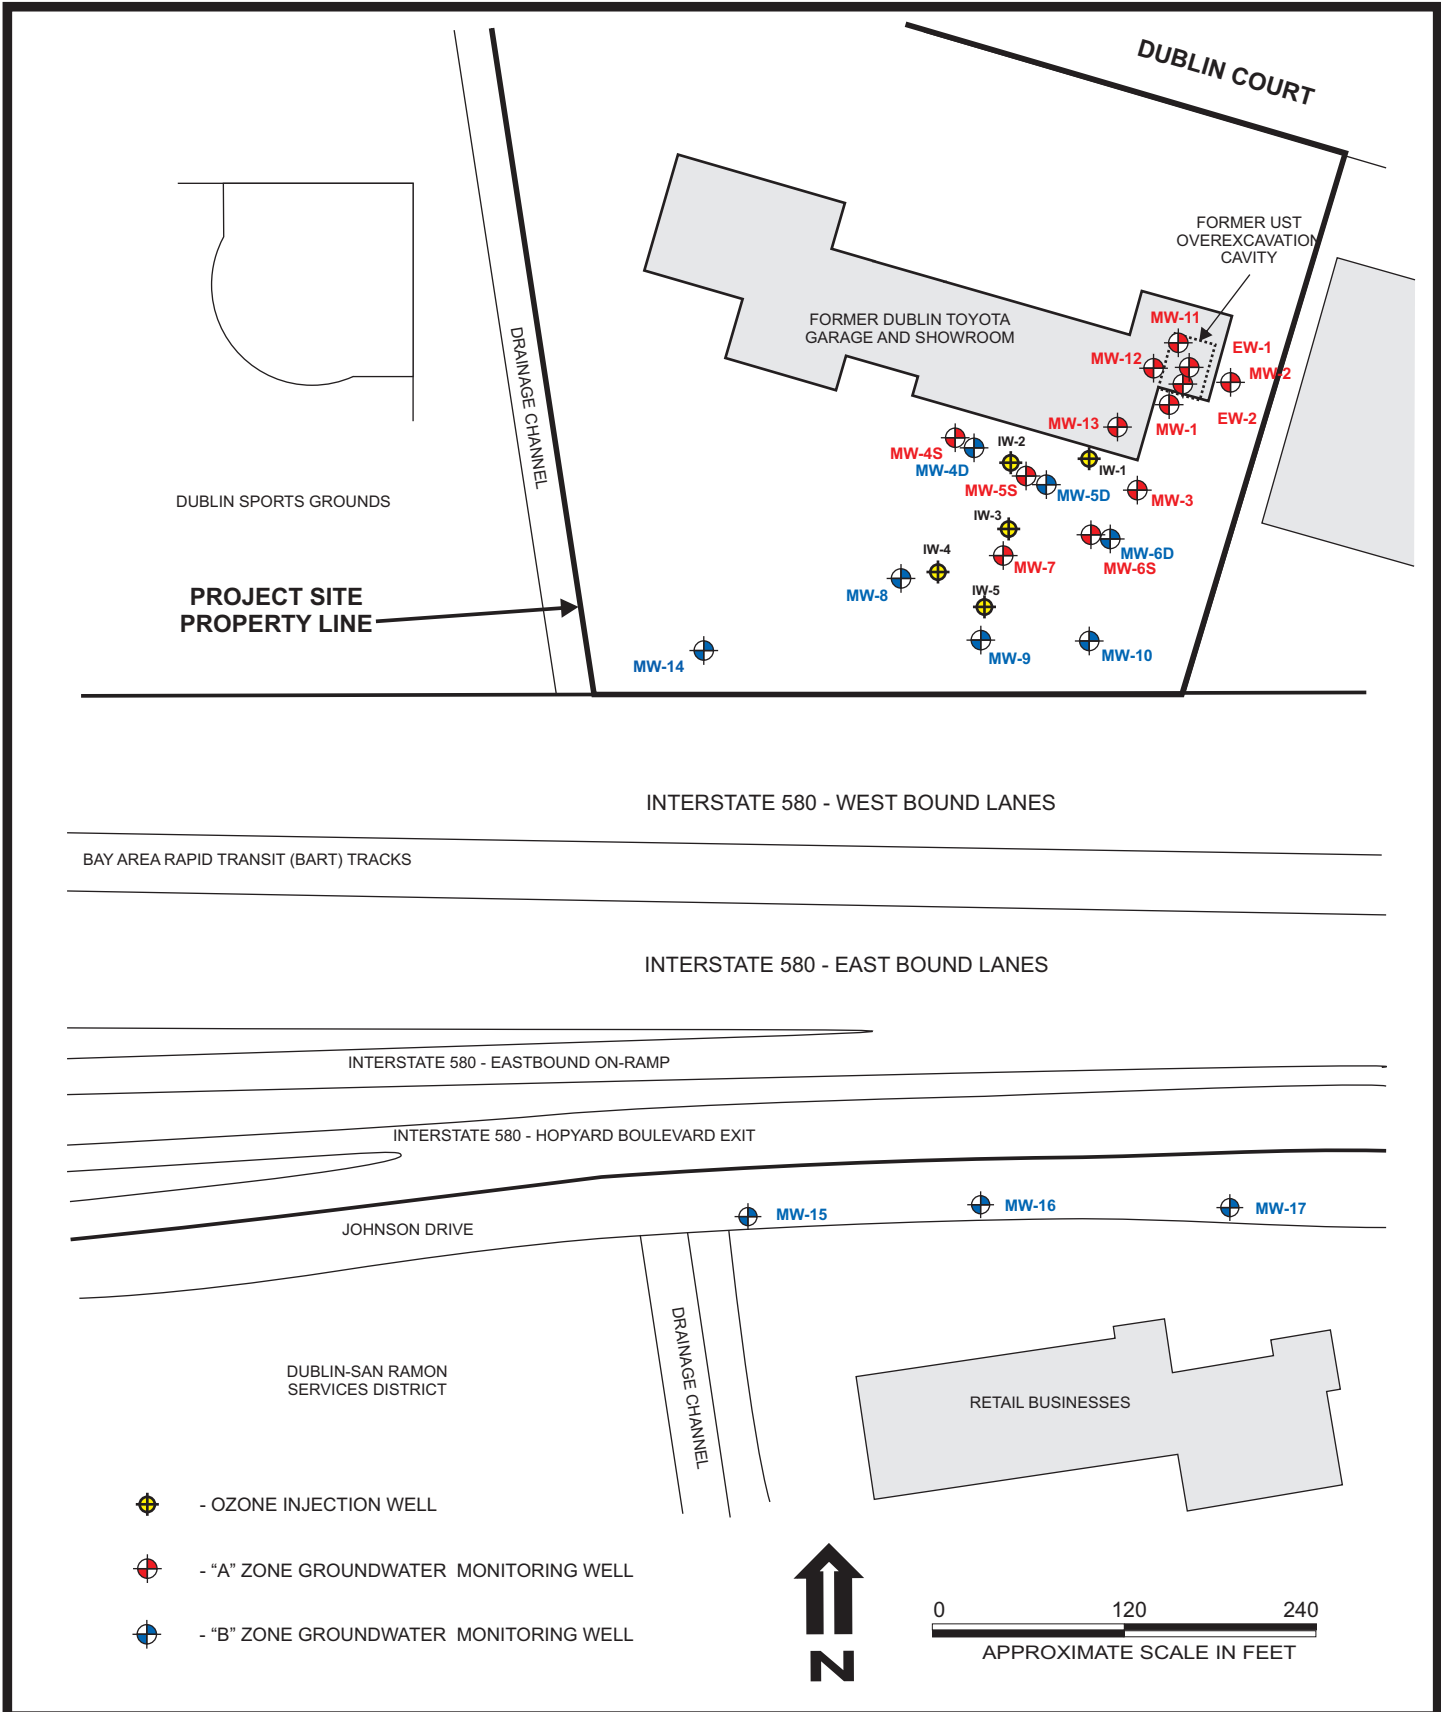 DUBLIN COURT
FORMER UST
OVEREXCAVATION
CAVITY
FORMER DUBLIN TOYOTA
GARAGE AND SHOWROOM
MW-11
EW-1
MW-12
MW-2
EW-2
MW-1
MW-13
DRAINAGE CHANNEL
MW-4S
IW-2
MW-4D
IW-1
MW-5S
MW-5D
MW-3
DUBLIN SPORTS GROUNDS
IW-3
IW-4
MW-6D
MW-7
MW-6S
MW-8
IW-5
PROJECT SITE
PROPERTY LINE
MW-14
MW-9
MW-10
INTERSTATE 580 - WEST BOUND LANES
BAY AREA RAPID TRANSIT (BART) TRACKS
INTERSTATE 580 - EAST BOUND LANES
INTERSTATE 580 - EASTBOUND ON-RAMP
INTERSTATE 580 - HOPYARD BOULEVARD EXIT
MW-15
MW-16
MW-17
JOHNSON DRIVE
DRAINAGE CHANNEL
DUBLIN-SAN RAMON
SERVICES DISTRICT
RETAIL BUSINESSES
- OZONE INJECTION WELL
- “A” ZONE GROUNDWATER MONITORING WELL
- “B” ZONE GROUNDWATER MONITORING WELL
N
0 120 240
APPROXIMATE SCALE IN FEET